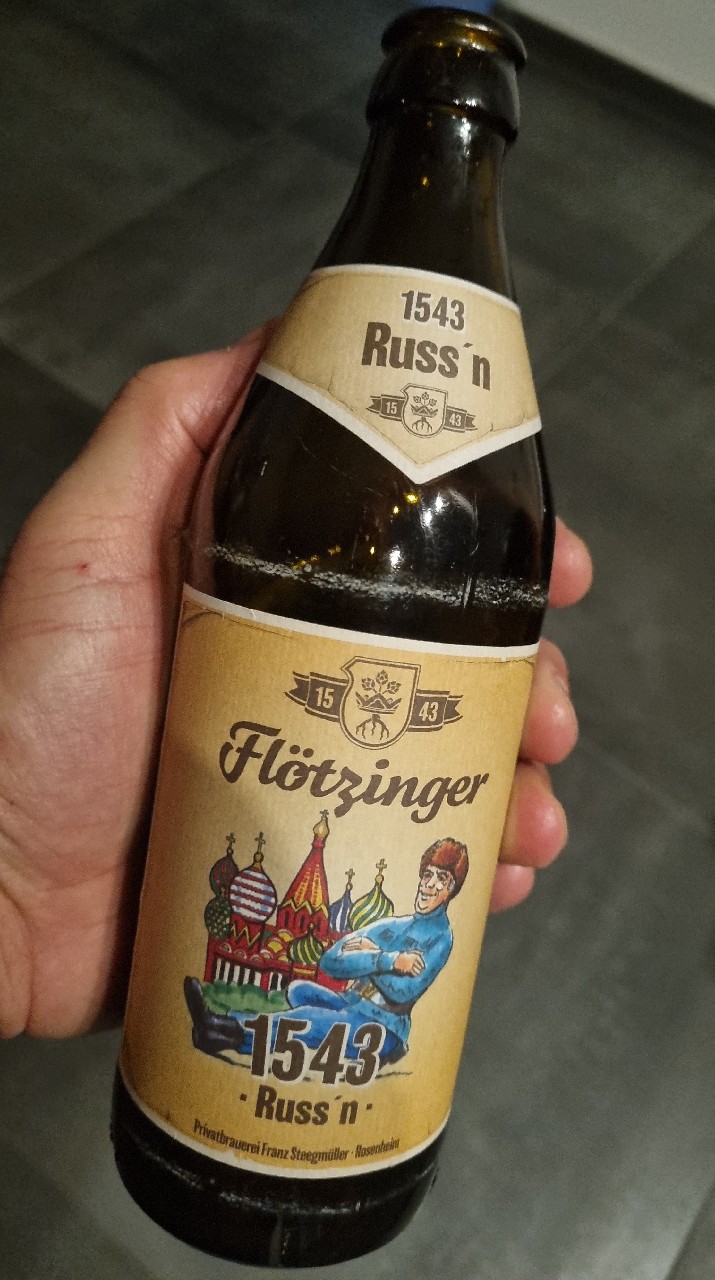 1543
Russ´n
15 43
15 43
Flötzinger
1543
· Russ´n ·
Privatbrauerei Franz Steegmüller · Rosenheim